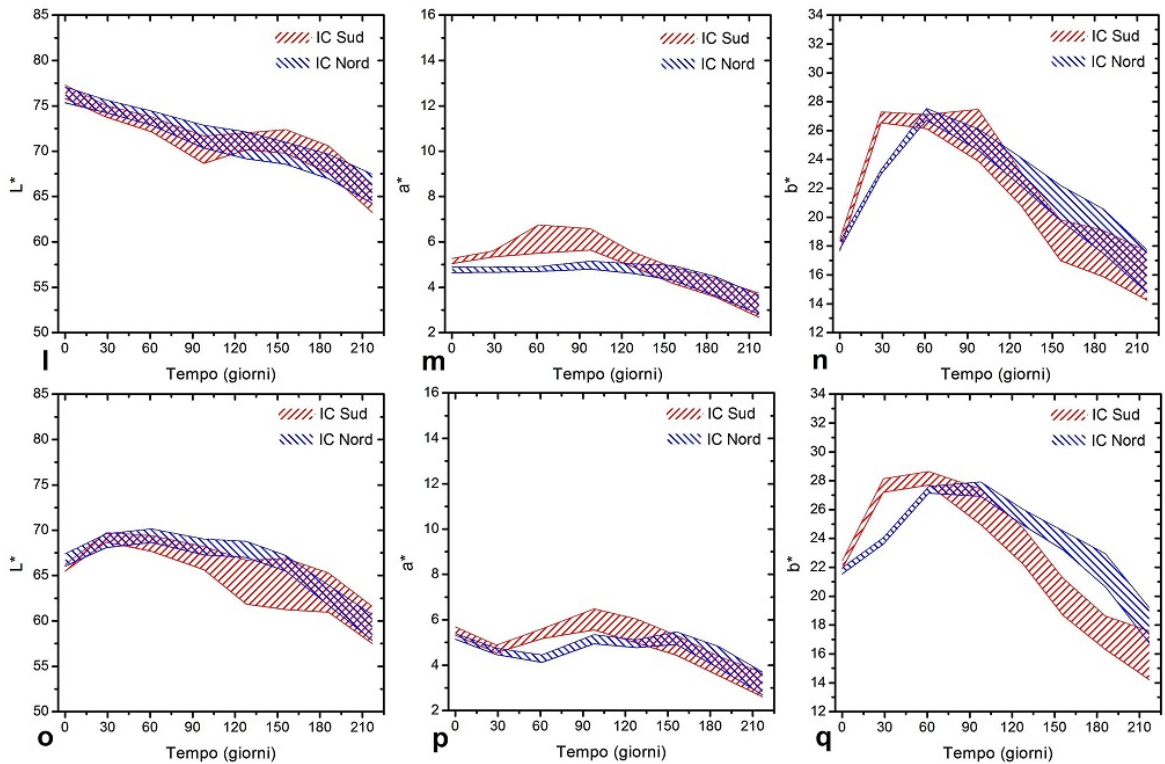 85
80
75
70
65
60
55
50
L*
IC Sud
IC Nord
0 30 60 90 120 150 180 210
Tempo (giorni)
l
16
14
12
10
8
6
4
2
a*
IC Sud
IC Nord
0 30 60 90 120 150 180 210
Tempo (giorni)
m
34
32
30
28
26
24
22
20
18
16
14
12
b*
IC Sud
IC Nord
0 30 60 90 120 150 180 210
Tempo (giorni)
n
85
80
75
70
65
60
55
50
L*
IC Sud
IC Nord
0 30 60 90 120 150 180 210
Tempo (giorni)
o
16
14
12
10
8
6
4
2
a*
IC Sud
IC Nord
0 30 60 90 120 150 180 210
Tempo (giorni)
p
34
32
30
28
26
24
22
20
18
16
14
12
b*
IC Sud
IC Nord
0 30 60 90 120 150 180 210
Tempo (giorni)
q